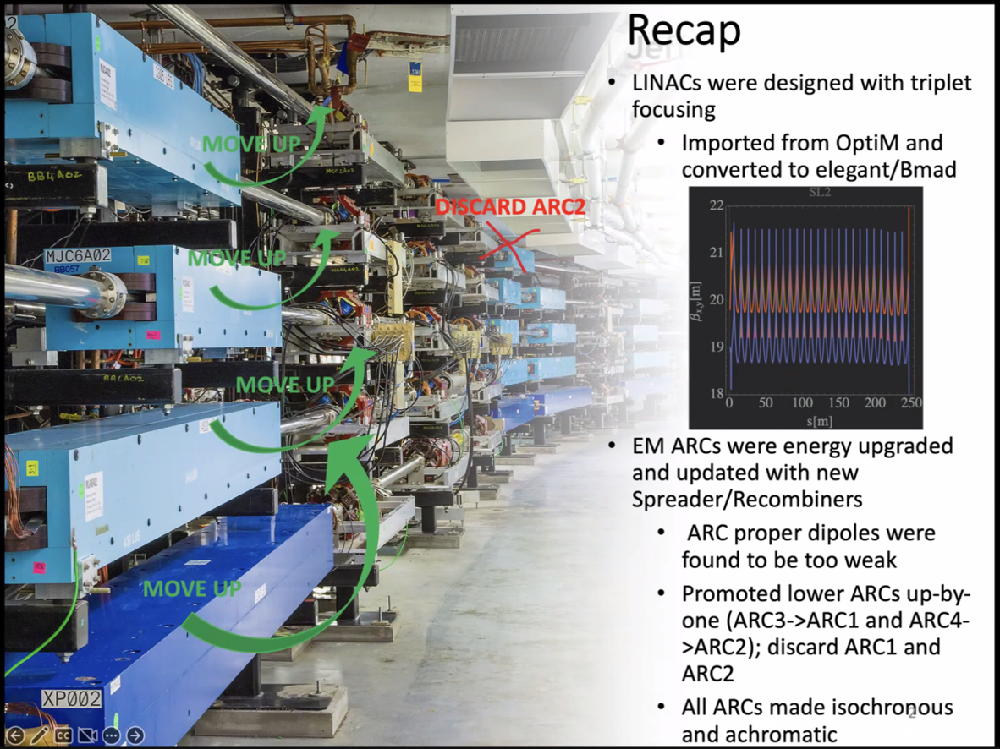 Recap
• LINACs were designed with triplet
focusing
• Imported from OptiM and
converted to elegant/Bmad
SL2
22
21
20
19
18
βx,y[m]
0 50 100 150 200 250
s[m]
• EM ARCs were energy upgraded
and updated with new
Spreader/Recombiners
• ARC proper dipoles were
found to be too weak
• Promoted lower ARCs up-by-
one (ARC3->ARC1 and ARC4-
>ARC2); discard ARC1 and
ARC2
• All ARCs made isochronous
and achromatic
2
MOVE UP
DISCARD ARC2
MOVE UP
MOVE UP
MOVE UP
BB4A02
MJC6A02
BB057
XP002
CC